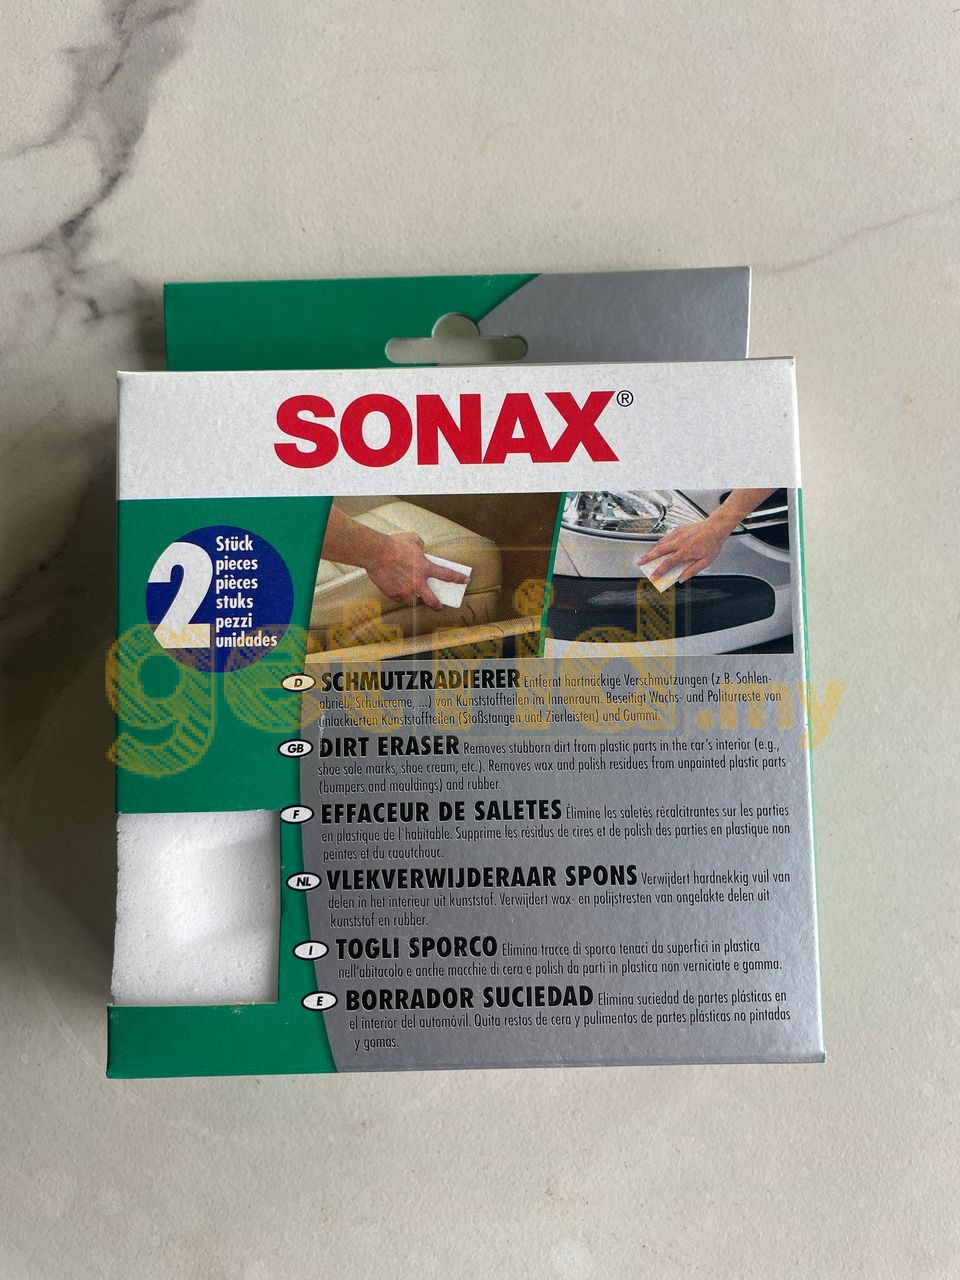 SONAX®
2
Stück
pieces
pièces
stuks
pezzi
unidades
D SCHMUTZRADIERER Entfernt hartnäckige Verschmutzungen (z.B. Sohlen-
abrieb, Schuhcreme, ...) von Kunststoffteilen im Innenraum. Beseitigt Wachs- und Politurreste von
unlackierten Kunststoffteilen (Stoßstangen und Zierleisten) und Gummi.
GB DIRT ERASER Removes stubborn dirt from plastic parts in the car's interior (e.g.,
shoe sole marks, shoe cream, etc.). Removes wax and polish residues from unpainted plastic parts
(bumpers and mouldings) and rubber.
F EFFACEUR DE SALETES Élimine les saletés récalcitrantes sur les parties
en plastique de l'habitable. Supprime les résidus de cires et de polish des parties en plastique non
peintes et du caoutchouc.
NL VLEKVERWIJDERAAR SPONS Verwijdert hardnekkig vuil van
delen in het interieur uit kunststof. Verwijdert wax- en polijstresten van ongelakte delen uit
kunststof en rubber.
I TOGLI SPORCO Elimina tracce di sporco tenaci da superfici in plastica
nell'abitacolo e anche macchie di cera e polish da parti in plastica non verniciate e gomma.
E BORRADOR SUCIEDAD Elimina suciedad de partes plásticas en
el interior del automóvil. Quita restos de cera y pulimentos de partes plásticas no pintadas
y gomas.
getrid.my